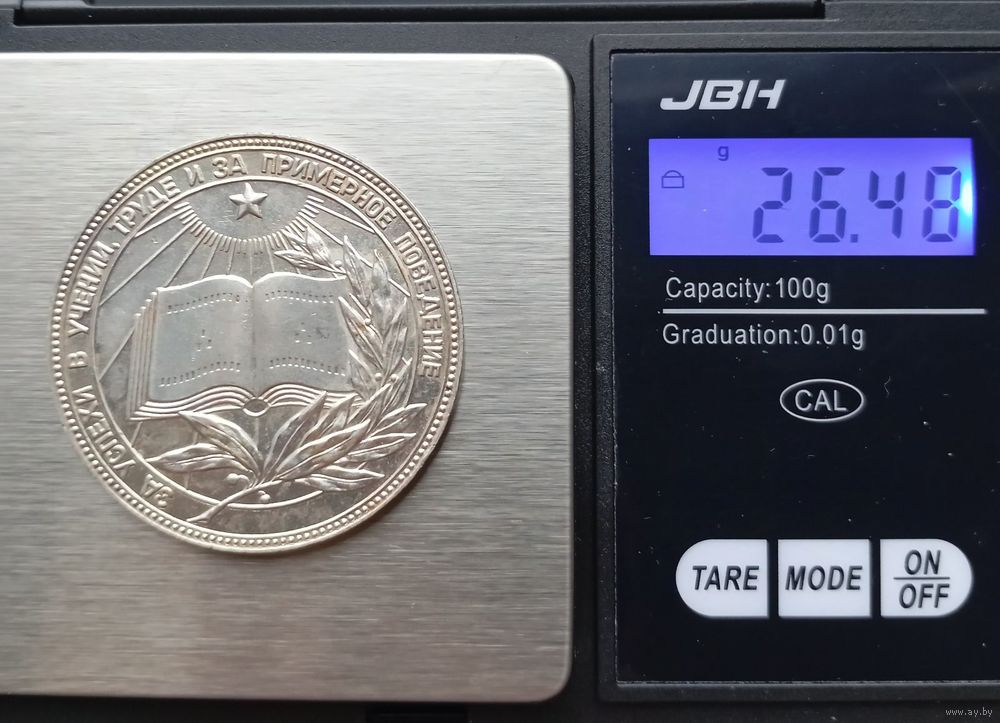 ЗА УСПЕХИ В УЧЕНИИ, ТРУДЕ И ЗА ПРИМЕРНОЕ ПОВЕДЕНИЕ
JBH
g
26.48
Capacity:100g
Graduation:0.01g
CAL
TARE
MODE
ON
OFF
www.ay.by